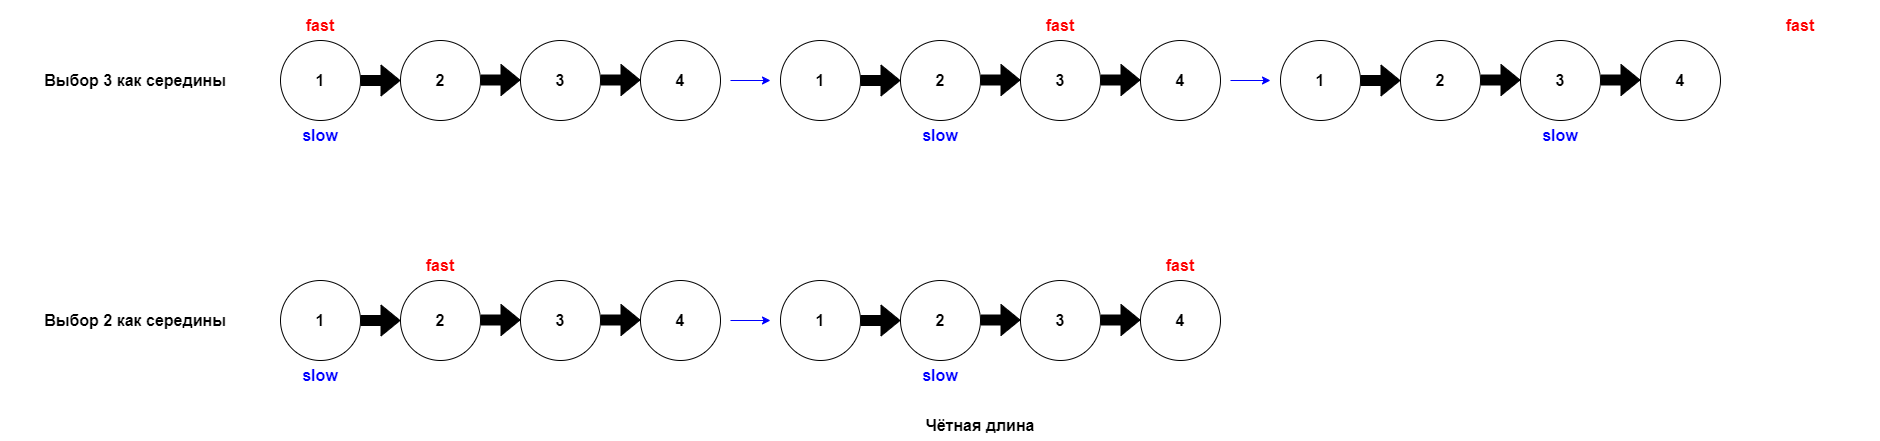 fast fast fast
Выбор 3 как середины 1 2 3 4 1 2 3 4 1 2 3 4
slow slow slow
fast fast
Выбор 2 как середины 1 2 3 4 1 2 3 4
slow slow
Чётная длина